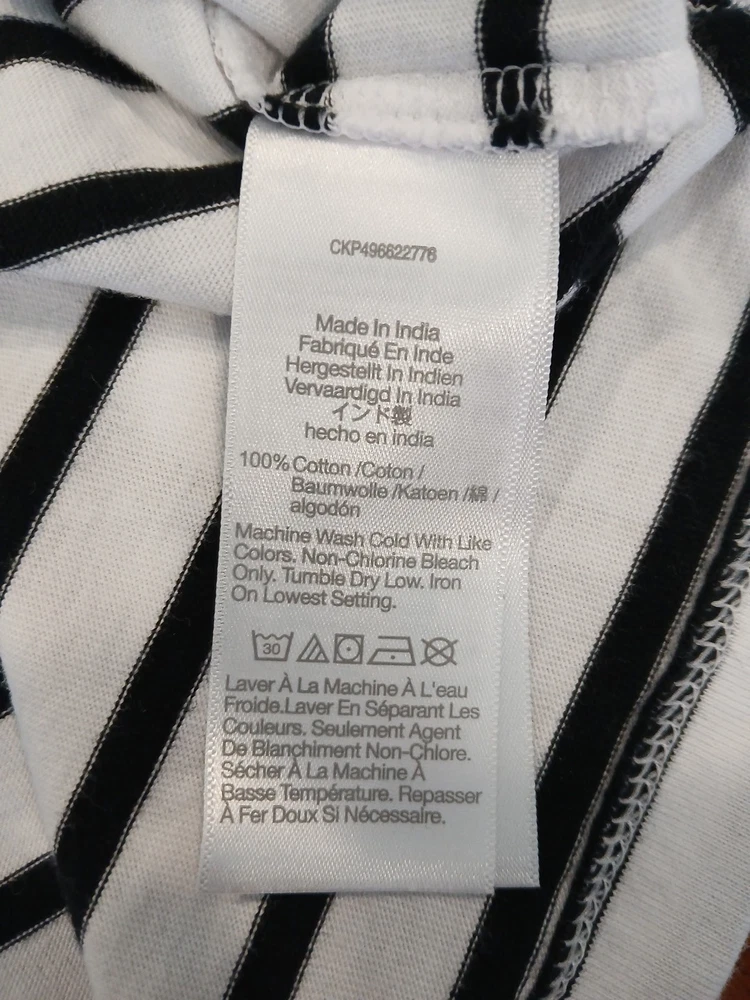 CKP496622776
Made In India
Fabriqué En Inde
Hergestellt In Indien
Vervaardigd In India
インド製
hecho en india
100% Cotton /Coton /
Baumwolle /Katoen /綿 /
algodón
Machine Wash Cold With Like
Colors. Non-Chlorine Bleach
Only. Tumble Dry Low. Iron
On Lowest Setting.
30
Laver À La Machine À L'eau
Froide.Laver En Séparant Les
Couleurs. Seulement Agent
De Blanchiment Non-Chlore.
Sécher À La Machine À
Basse Température. Repasser
À Fer Doux Si Nécessaire.